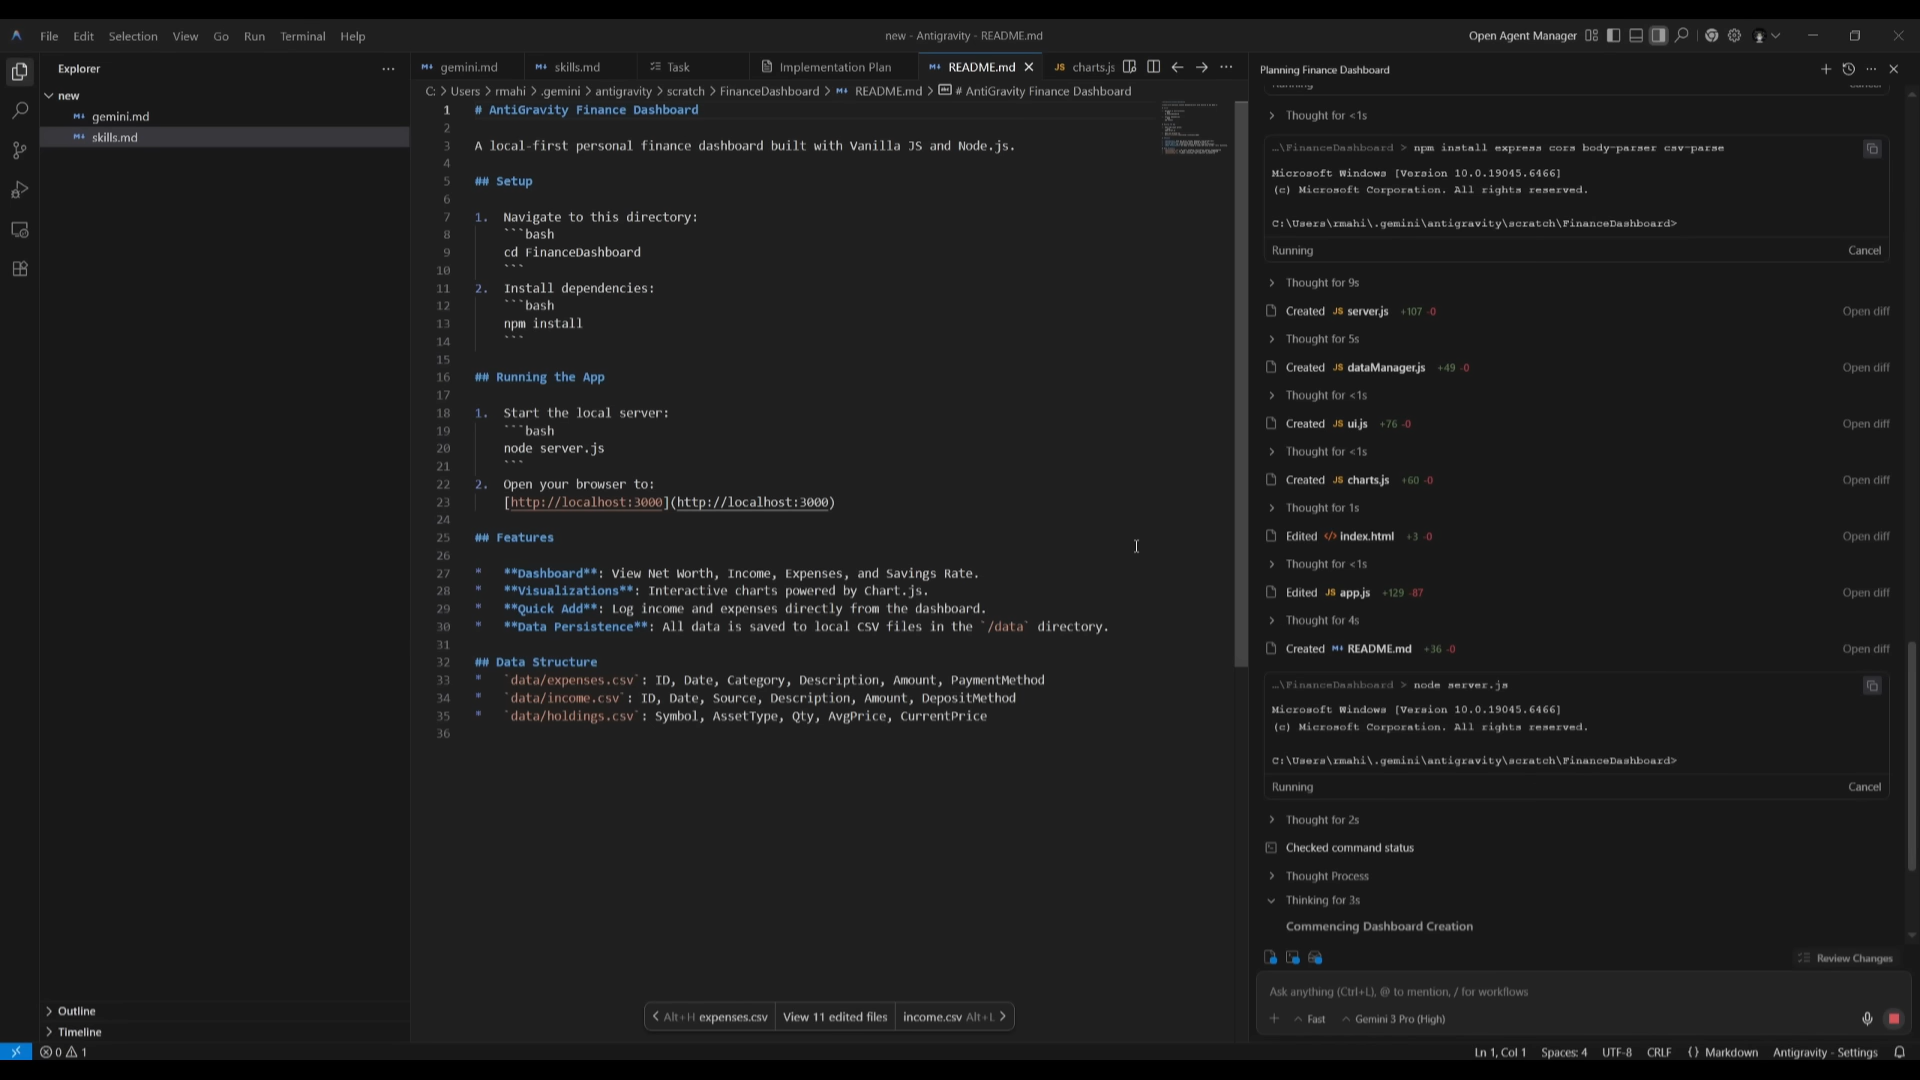 File Edit Selection View Go Run Terminal Help
new - Antigravity - README.md
Open Agent Manager
Explorer
new
gemini.md
skills.md
Outline
Timeline
gemini.md
skills.md
Task
Implementation Plan
README.md
JS charts.js
C: > Users > rmahi > .gemini > antigravity > scratch > FinanceDashboard > README.md > # AntiGravity Finance Dashboard
1 # AntiGravity Finance Dashboard
2
3 A local-first personal finance dashboard built with Vanilla JS and Node.js.
4
5 ## Setup
6
7 1. Navigate to this directory:
8 ```bash
9 cd FinanceDashboard
10 ```
11 2. Install dependencies:
12 ```bash
13 npm install
14 ```
15
16 ## Running the App
17
18 1. Start the local server:
19 ```bash
20 node server.js
21 ```
22 2. Open your browser to:
23 [http://localhost:3000](http://localhost:3000)
24
25 ## Features
26
27 * **Dashboard**: View Net Worth, Income, Expenses, and Savings Rate.
28 * **Visualizations**: Interactive charts powered by Chart.js.
29 * **Quick Add**: Log income and expenses directly from the dashboard.
30 * **Data Persistence**: All data is saved to local CSV files in the `/data` directory.
31
32 ## Data Structure
33 * `data/expenses.csv`: ID, Date, Category, Description, Amount, PaymentMethod
34 * `data/income.csv`: ID, Date, Source, Description, Amount, DepositMethod
35 * `data/holdings.csv`: Symbol, AssetType, Qty, AvgPrice, CurrentPrice
36
Alt+H expenses.csv View 11 edited files income.csv Alt+L
Planning Finance Dashboard
Running Cancel
Thought for <1s
...\FinanceDashboard > npm install express cors body-parser csv-parse
Microsoft Windows [Version 10.0.19045.6466]
(c) Microsoft Corporation. All rights reserved.
C:\Users\rmahi\.gemini\antigravity\scratch\FinanceDashboard>
Running Cancel
Thought for 9s
Created JS server.js +107 -0 Open diff
Thought for 5s
Created JS dataManager.js +49 -0 Open diff
Thought for <1s
Created JS ui.js +76 -0 Open diff
Thought for <1s
Created JS charts.js +60 -0 Open diff
Thought for 1s
Edited </> index.html +3 -0 Open diff
Thought for <1s
Edited JS app.js +129 -87 Open diff
Thought for 4s
Created README.md +36 -0 Open diff
...\FinanceDashboard > node server.js
Microsoft Windows [Version 10.0.19045.6466]
(c) Microsoft Corporation. All rights reserved.
C:\Users\rmahi\.gemini\antigravity\scratch\FinanceDashboard>
Running Cancel
Thought for 2s
Checked command status
Thought Process
Thinking for 3s
Commencing Dashboard Creation
Review Changes
Ask anything (Ctrl+L), @ to mention, / for workflows
Fast Gemini 3 Pro (High)
0 1
Ln 1, Col 1 Spaces: 4 UTF-8 CRLF {} Markdown Antigravity - Settings